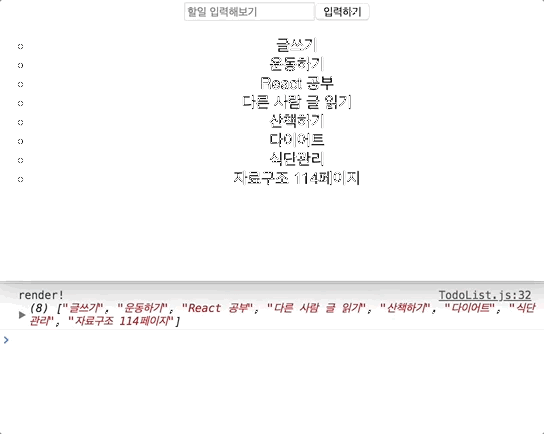 할일 입력해보기 입력하기
글쓰기
운동하기
React 공부
다른 사람 글 읽기
산책하기
다이어트
식단관리
자료구조 114페이지
render! TodoList.js:32
(8) ["글쓰기", "운동하기", "React 공부", "다른 사람 글 읽기", "산책하기", "다이어트", "식단
관리", "자료구조 114페이지"]